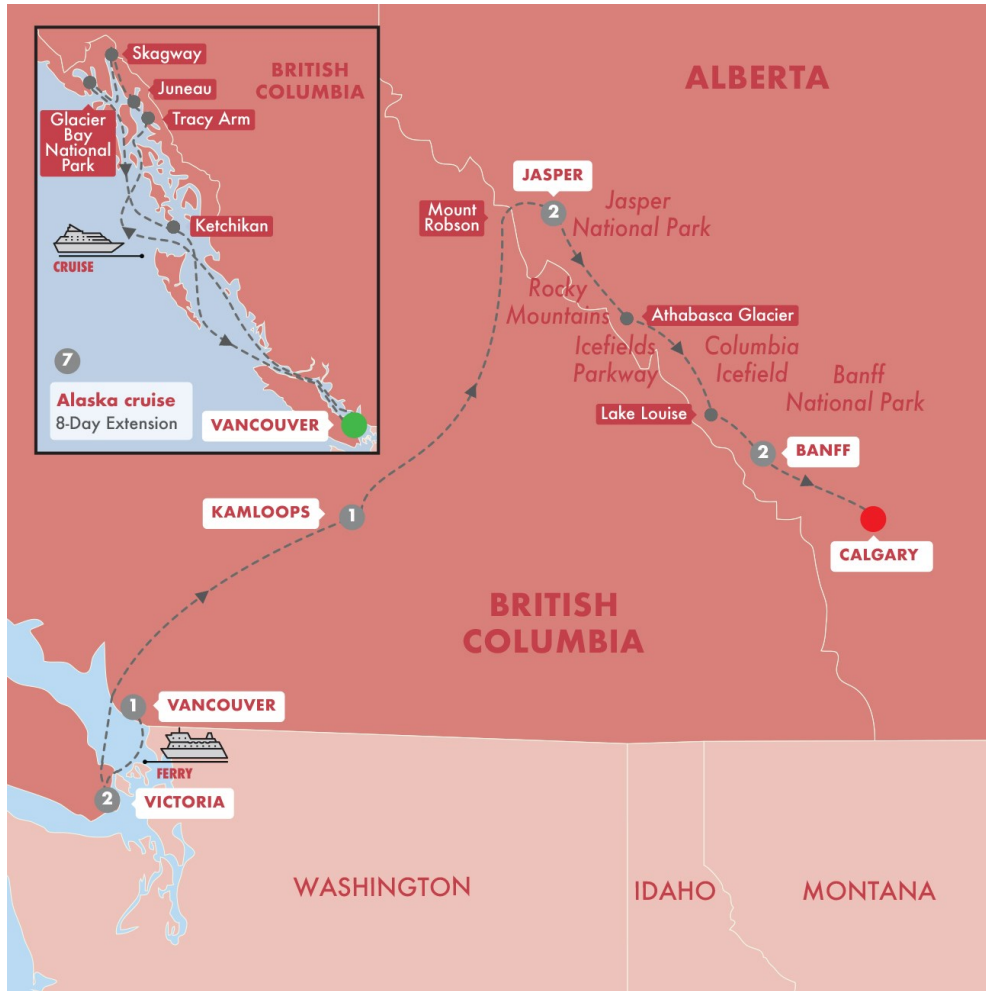 Skagway
BRITISH
COLUMBIA
Juneau
Glacier
Bay
National
Park
Tracy Arm
Ketchikan
CRUISE
7
Alaska cruise
8-Day Extension
VANCOUVER
ALBERTA
JASPER
2
Mount
Robson
Jasper
National Park
Rocky
Mountains
Athabasca Glacier
Icefields
Parkway
Columbia
Icefield
Banff
National Park
Lake Louise
2
BANFF
KAMLOOPS
1
CALGARY
BRITISH
COLUMBIA
1
VANCOUVER
FERRY
2
VICTORIA
WASHINGTON
IDAHO
MONTANA